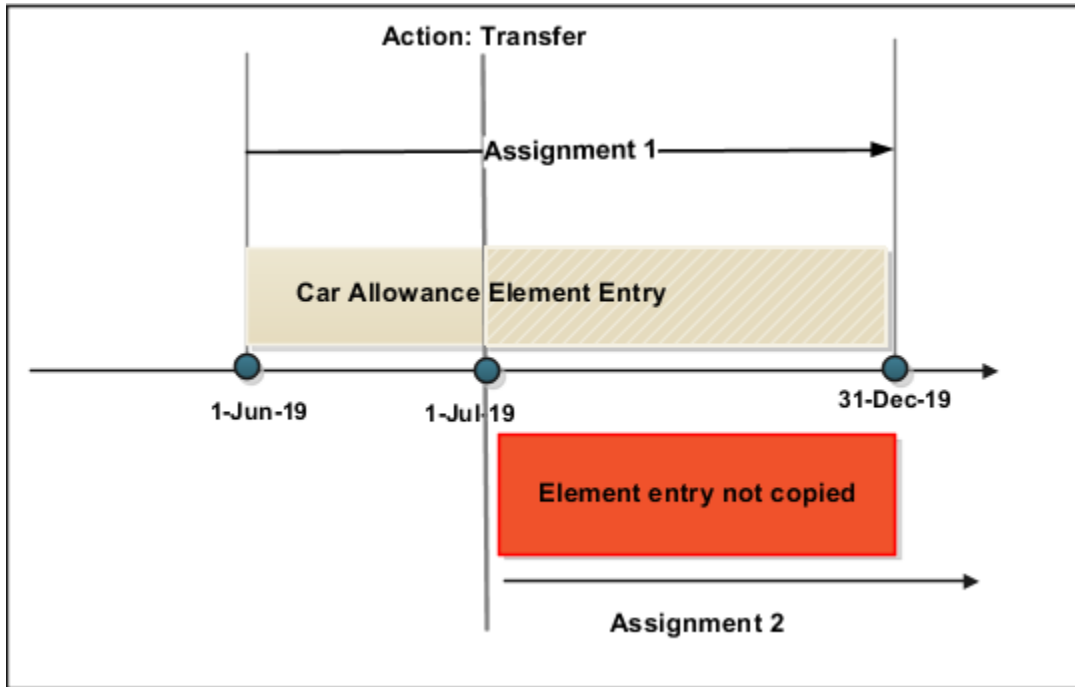 Action: Transfer
Assignment 1
Car Allowance Element Entry
1-Jun-19
1-Jul-19
31-Dec-19
Element entry not copied
Assignment 2